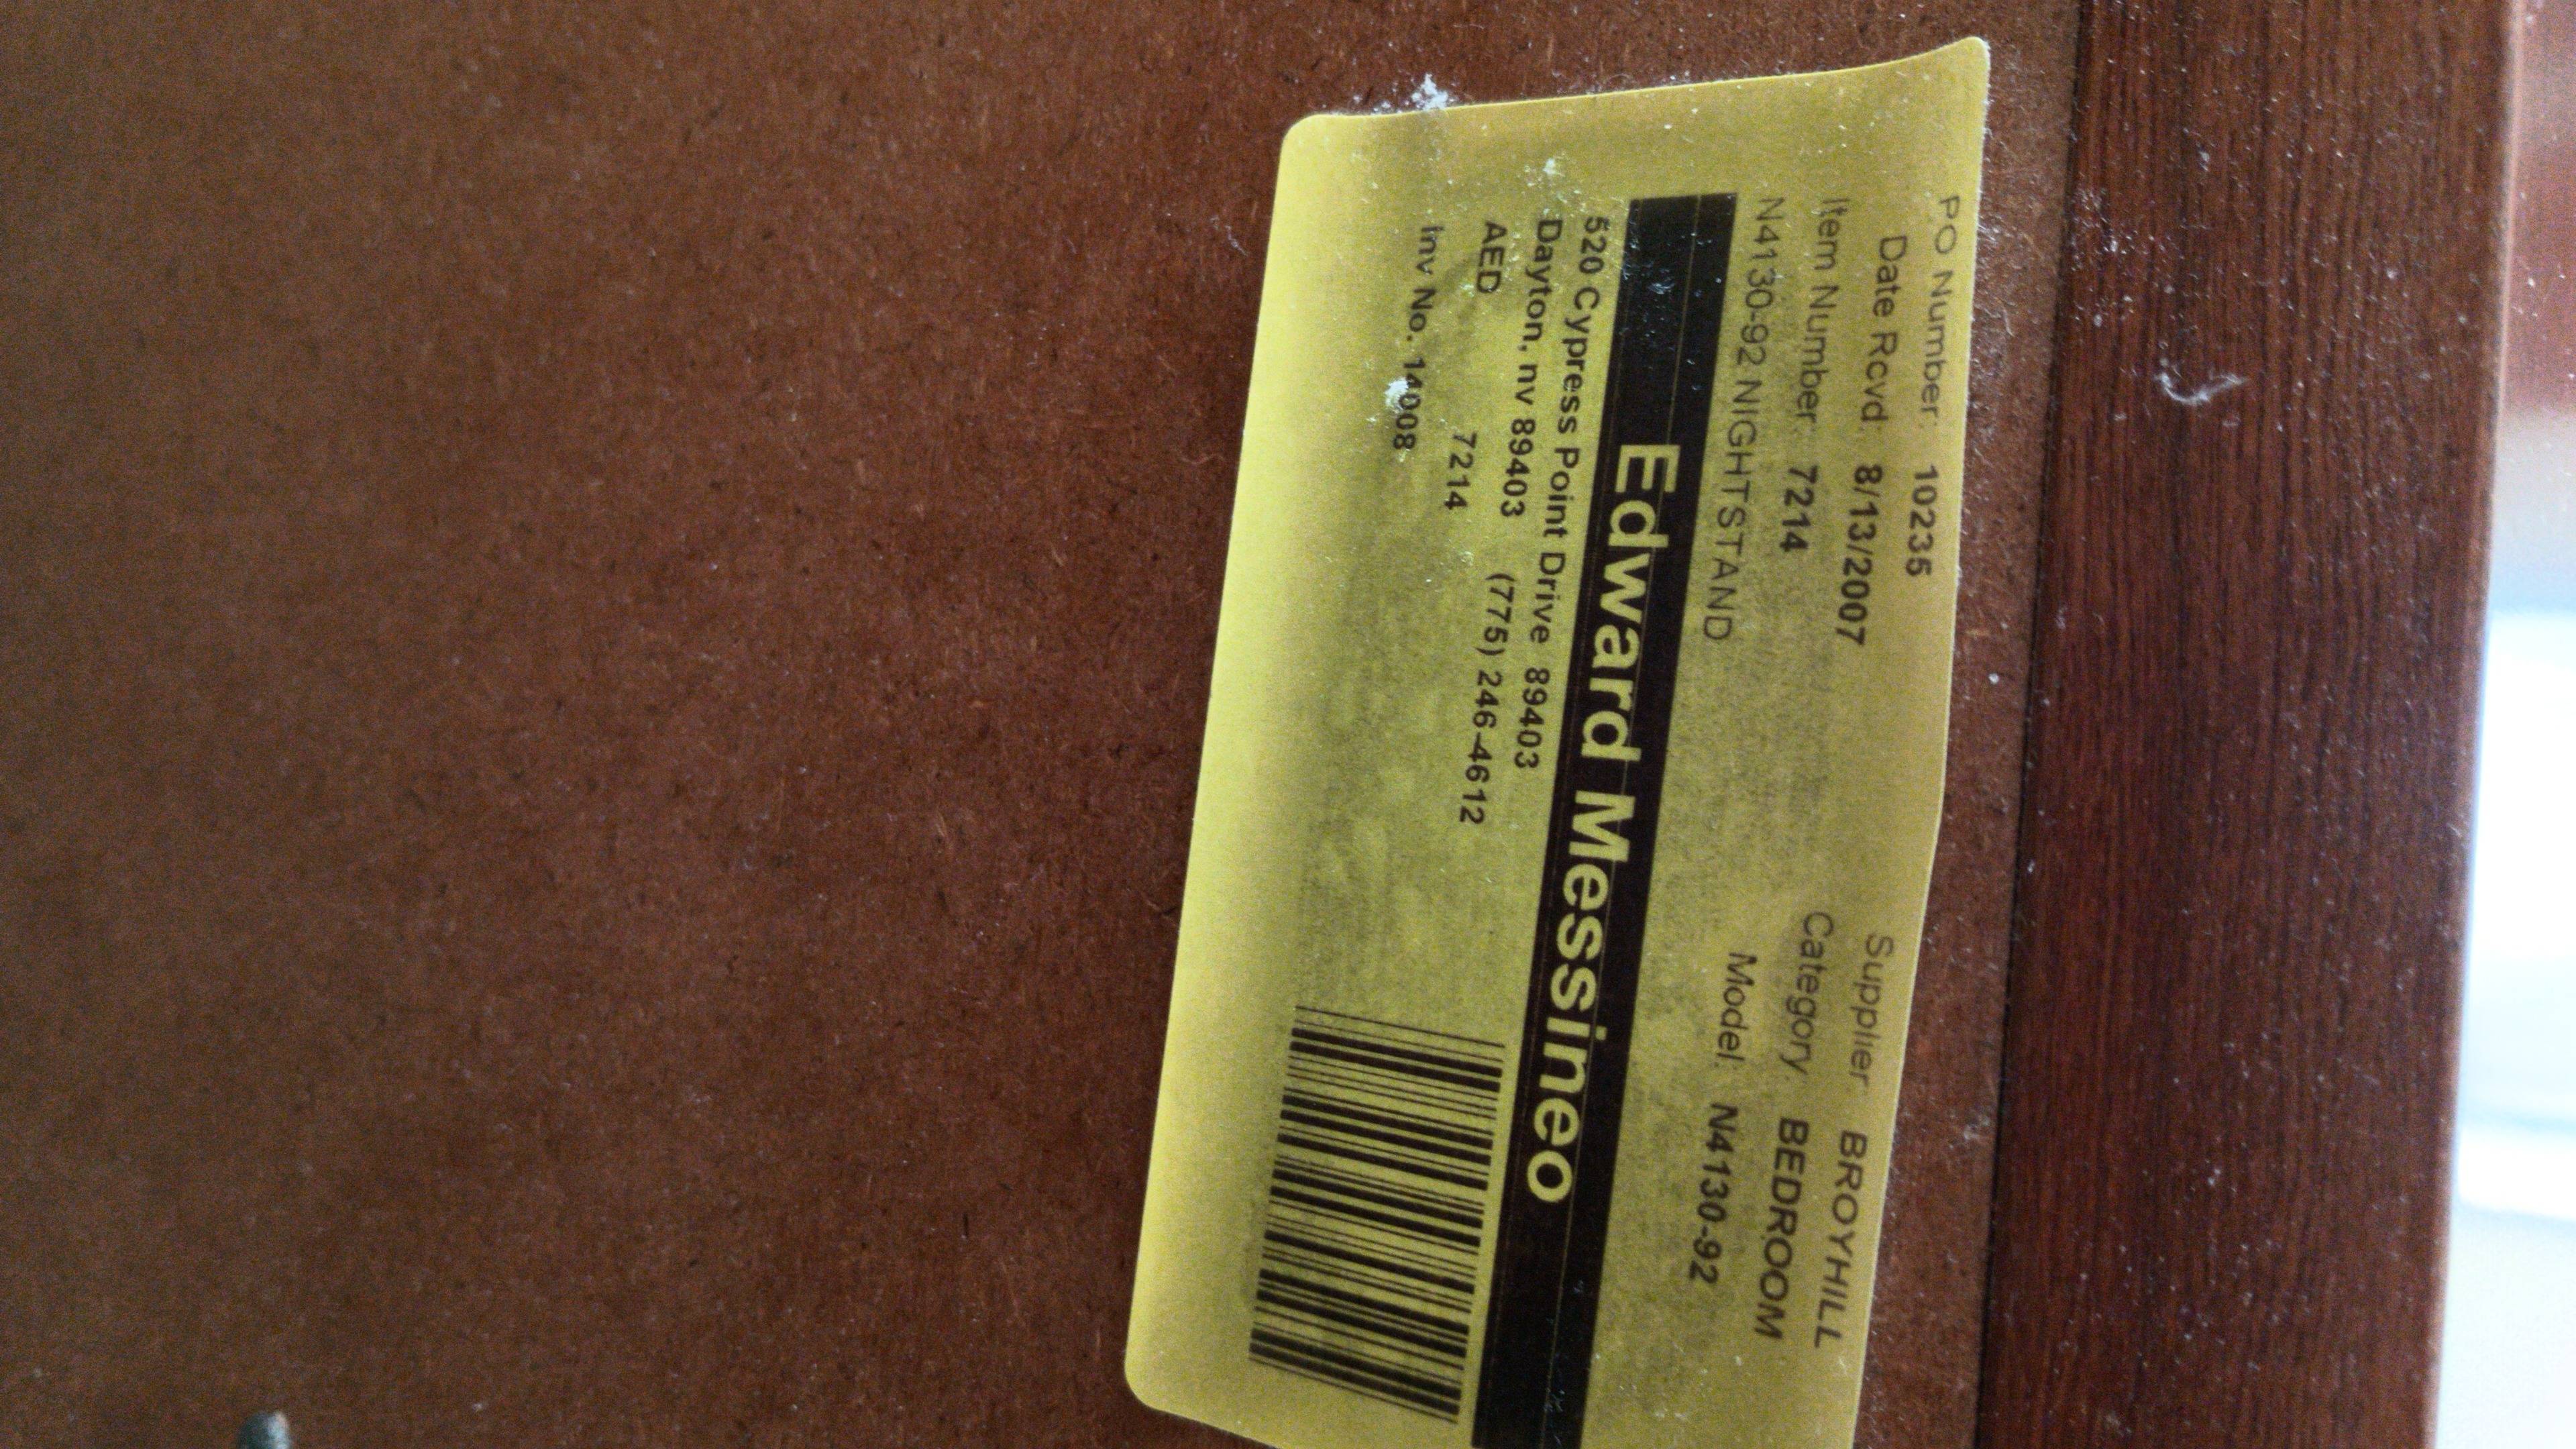 PO Number: 10235
Date Rcvd: 8/13/2007 Supplier BROYHILL
Item Number: 7214 Category: BEDROOM
N4130-92 NIGHTSTAND Model: N4130-92
Edward Messineo
520 Cypress Point Drive 89403
Dayton, nv 89403 (775) 246-4612
AED 7214
Inv No. 14008